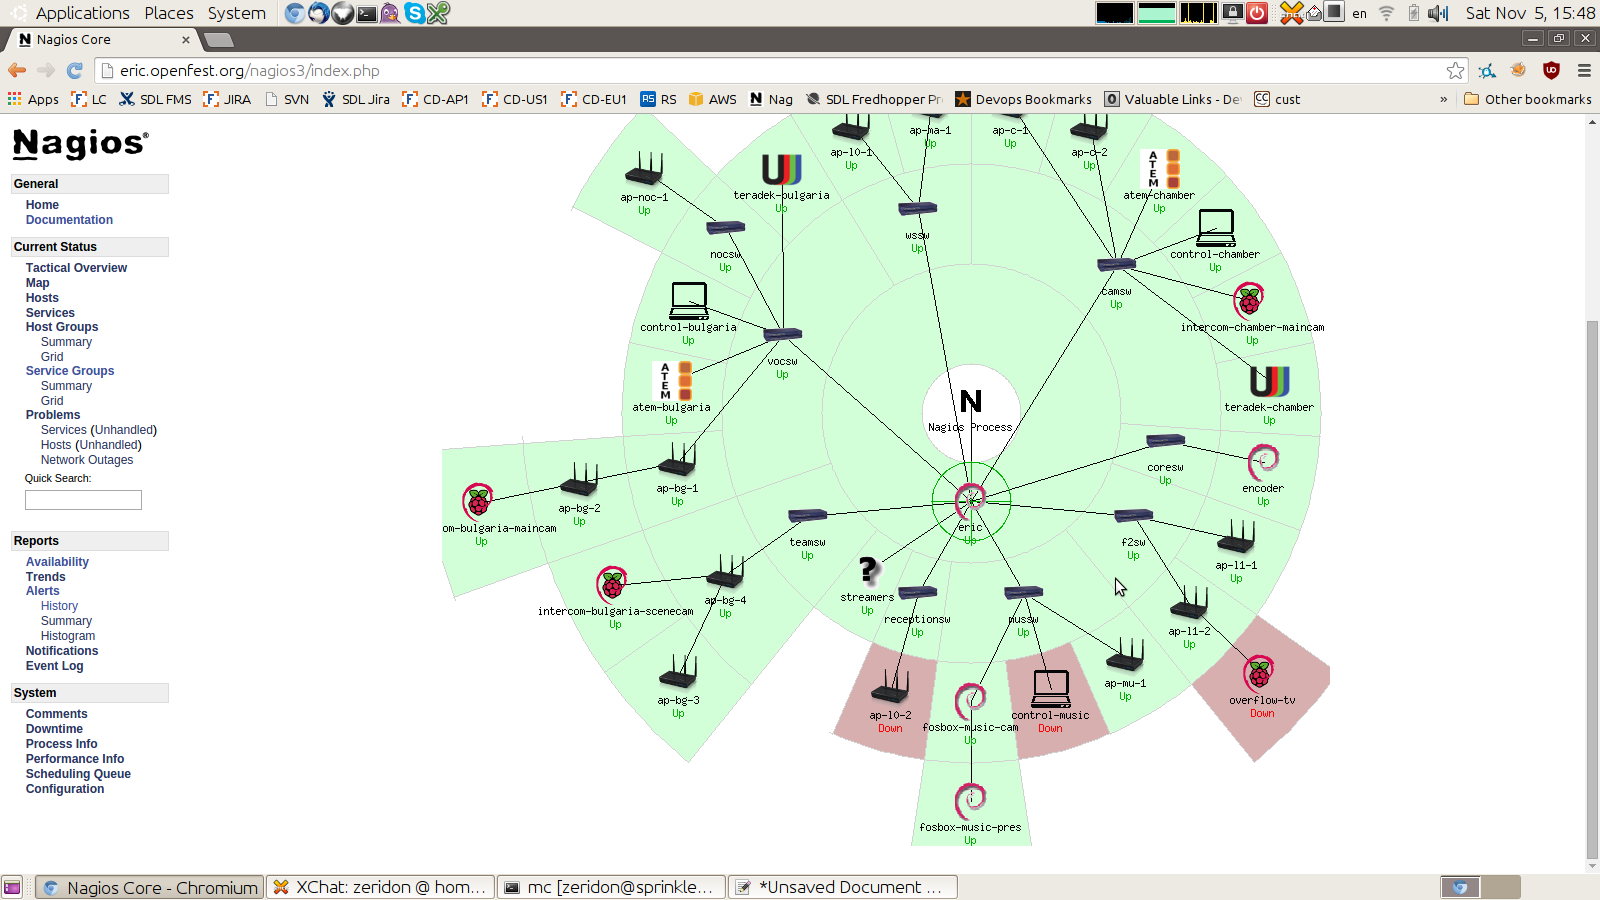 Applications Places System
en
Sat Nov 5, 15:48
Nagios Core
eric.openfest.org/nagios3/index.php
Apps LC SDL FMS JIRA SVN SDL Jira CD-AP1 CD-US1 CD-EU1 RS AWS Nag SDL Fredhopper Pr Devops Bookmarks Valuable Links - De cust » Other bookmarks
Nagios®
General
Home
Documentation
Current Status
Tactical Overview
Map
Hosts
Services
Host Groups
Summary
Grid
Service Groups
Summary
Grid
Problems
Services (Unhandled)
Hosts (Unhandled)
Network Outages
Quick Search:
Reports
Availability
Trends
Alerts
History
Summary
Histogram
Notifications
Event Log
System
Comments
Downtime
Process Info
Performance Info
Scheduling Queue
Configuration
ap-l0-1
Up
ap-ma-1
Up
ap-c-1
Up
ap-c-2
Up
ATEM
atem-chamber
Up
ap-noc-1
Up
teradek-bulgaria
Up
wssw
Up
control-chamber
Up
nocsw
Up
camsw
Up
intercom-chamber-maincam
Up
control-bulgaria
Up
vocsw
Up
ATEM
atem-bulgaria
Up
teradek-chamber
Up
N
Nagios Process
coresw
Up
encoder
Up
ap-bg-1
Up
ap-bg-2
Up
om-bulgaria-maincam
Up
eric
Up
teamsw
Up
f2sw
Up
ap-l1-1
Up
streamers
Up
ap-bg-4
Up
intercom-bulgaria-scenecam
Up
receptionsw
Up
mussw
Up
ap-l1-2
Up
ap-bg-3
Up
ap-l0-2
Down
fosbox-music-cam
Up
control-music
Down
ap-mu-1
Up
overflow-tv
Down
fosbox-music-pres
Up
Nagios Core - Chromium
XChat: zeridon @ hom...
mc [zeridon@sprinkle...
*Unsaved Document ...